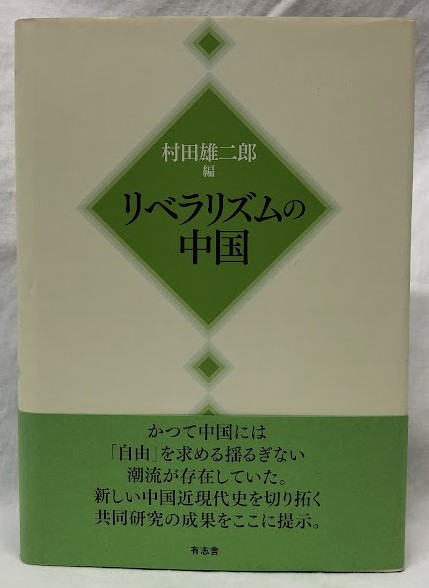 村田雄二郎
編
リベラリズムの
中国
かつて中国には
「自由」を求める揺るぎない
潮流が存在していた。
新しい中国近現代史を切り拓く
共同研究の成果をここに提示。
有志舎